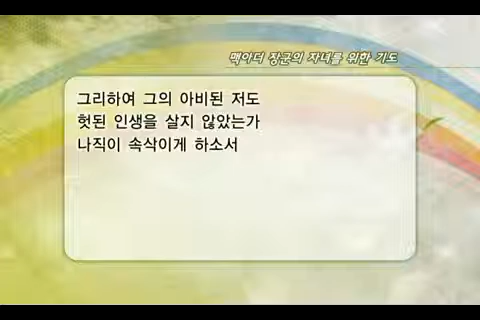 맥아더 장군의 자녀를 위한 기도
그리하여 그의 아비된 저도
헛된 인생을 살지 않았는가
나직이 속삭이게 하소서